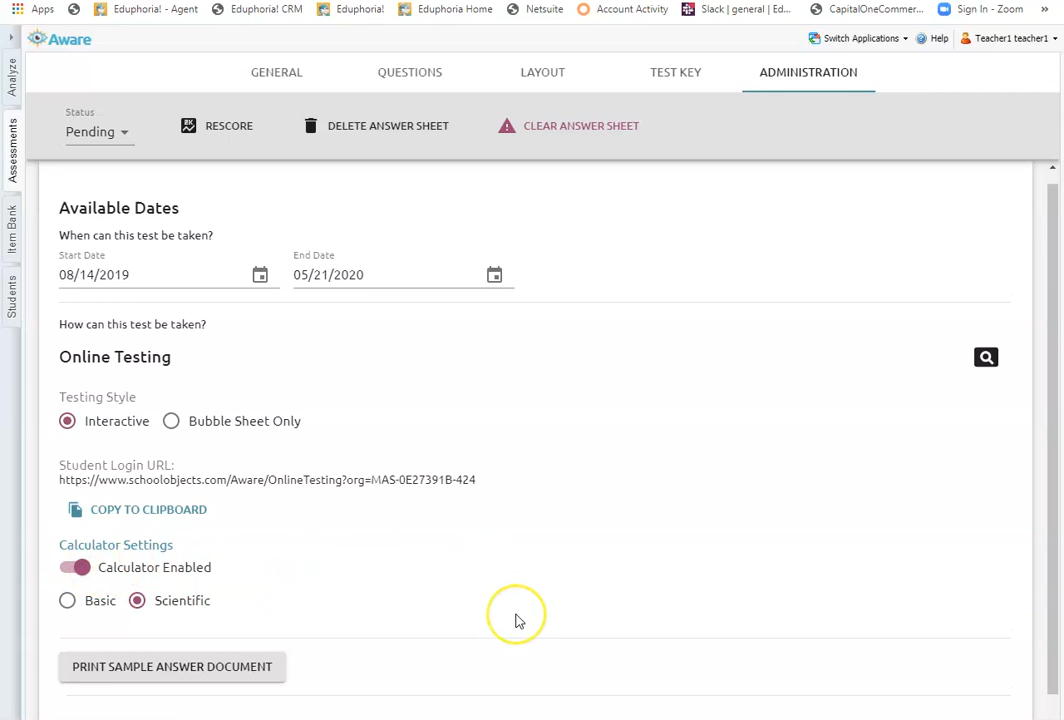 Apps Eduphoria! - Agent Eduphoria! CRM Eduphoria! Eduphoria Home Netsuite Account Activity Slack | general | Ed... CapitalOneCommer... Sign In - Zoom »
Aware Switch Applications Help Teacher1 teacher1
Analyze
Assessments
Item Bank
Students
GENERAL QUESTIONS LAYOUT TEST KEY ADMINISTRATION
Status
Pending RESCORE DELETE ANSWER SHEET CLEAR ANSWER SHEET
Available Dates
When can this test be taken?
Start Date End Date
08/14/2019 05/21/2020
How can this test be taken?
Online Testing
Testing Style
Interactive Bubble Sheet Only
Student Login URL:
https://www.schoolobjects.com/Aware/OnlineTesting?org=MAS-0E27391B-424
COPY TO CLIPBOARD
Calculator Settings
Calculator Enabled
Basic Scientific
PRINT SAMPLE ANSWER DOCUMENT